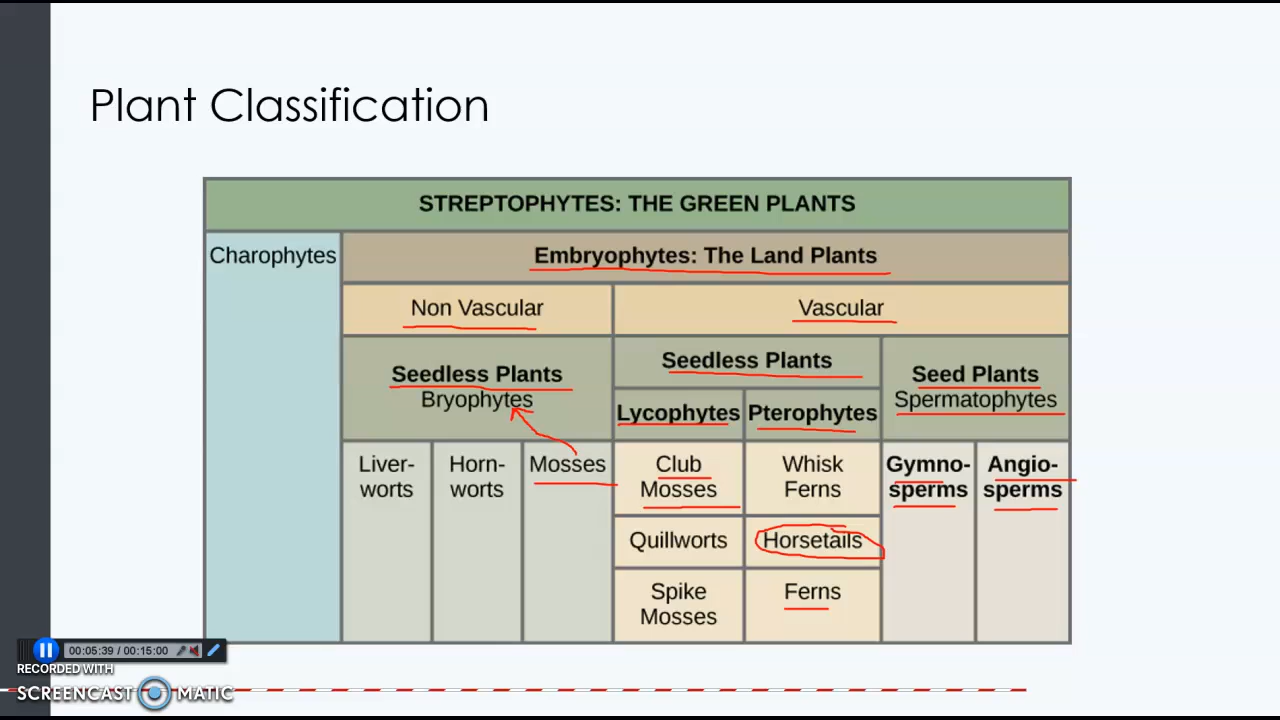 Plant Classification
STREPTOPHYTES: THE GREEN PLANTS
Charophytes
Embryophytes: The Land Plants
Non Vascular
Vascular
Seedless Plants
Bryophytes
Seedless Plants
Seed Plants
Spermatophytes
Lycophytes
Pterophytes
Liver-
worts
Horn-
worts
Mosses
Club
Mosses
Whisk
Ferns
Gymno-
sperms
Angio-
sperms
Quillworts
Horsetails
Spike
Mosses
Ferns
00:05:39 / 00:15:00
RECORDED WITH
SCREENCAST MATIC